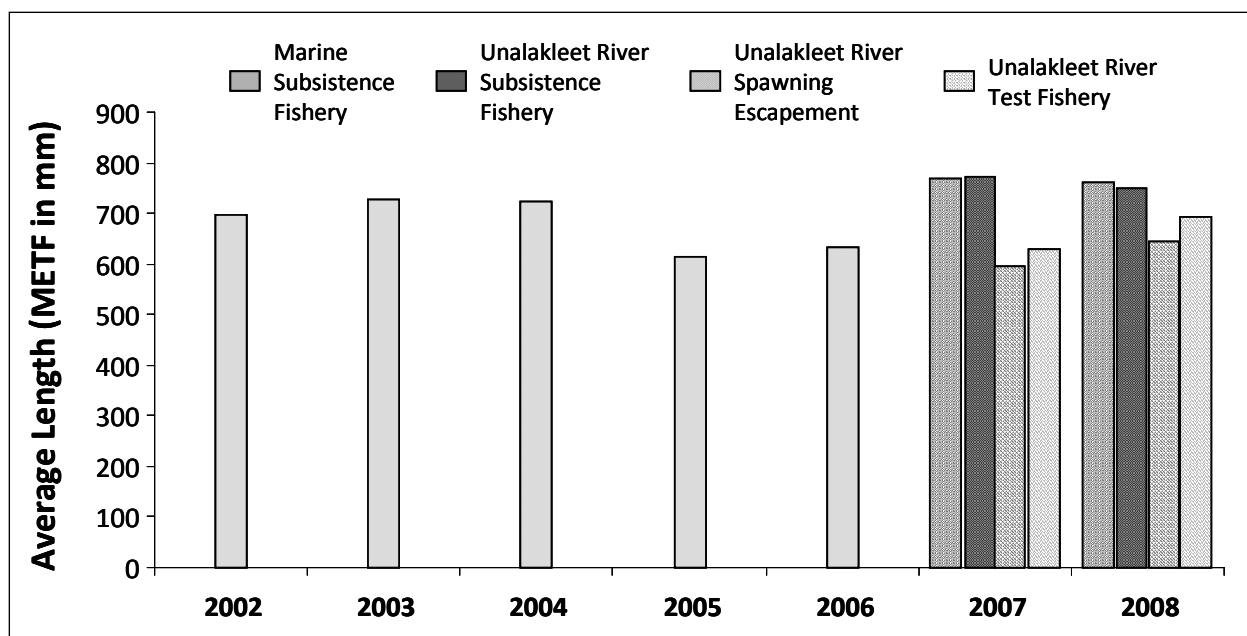 Marine
Subsistence
Fishery
Unalakleet River
Subsistence
Fishery
Unalakleet River
Spawning
Escapement
Unalakleet River
Test Fishery
Average Length (METF in mm)
900
800
700
600
500
400
300
200
100
0
2002 2003 2004 2005 2006 2007 2008